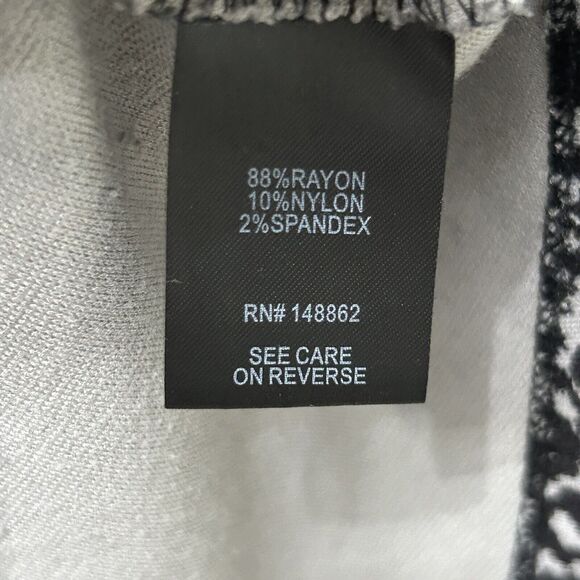 88%RAYON
10%NYLON
2%SPANDEX
RN# 148862
SEE CARE
ON REVERSE